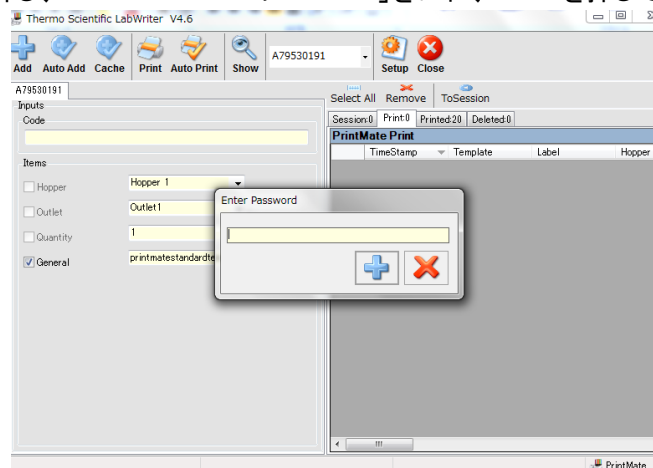 Thermo Scientific LabWriter V4.6
Add Auto Add Cache Print Auto Print Show A79530191 Setup Close
A79530191
Inputs
Code
Items
Hopper Hopper 1
Outlet Outlet1
Quantity 1
General printmatestandardte
Enter Password
Select All Remove ToSession
Session:0 Print:0 Printed:20 Deleted:0
PrintMate Print
TimeStamp Template Label Hopper
PrintMate